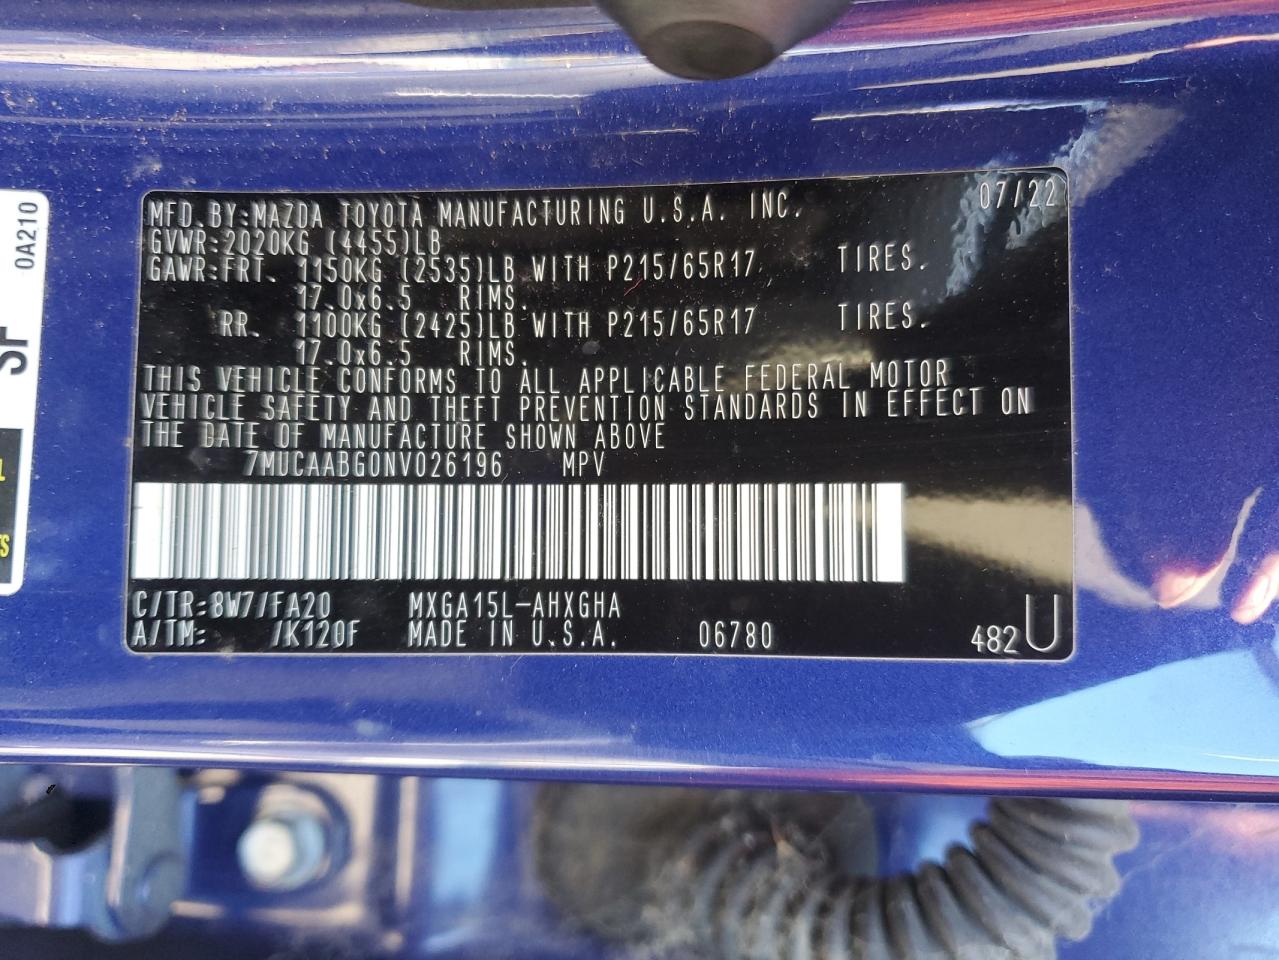 MFD.BY:MAZDA TOYOTA MANUFACTURING U.S.A. INC. 07/22
GVWR:2020KG (4455)LB
GAWR:FRT. 1150KG (2535)LB WITH P215/65R17 TIRES.
17.0x6.5 RIMS.
RR. 1100KG (2425)LB WITH P215/65R17 TIRES.
17.0x6.5 RIMS.
THIS VEHICLE CONFORMS TO ALL APPLICABLE FEDERAL MOTOR
VEHICLE SAFETY AND THEFT PREVENTION STANDARDS IN EFFECT ON
THE DATE OF MANUFACTURE SHOWN ABOVE
7MUCAABG0NV026196 MPV
C/TR:8W7/FA20 MXGA15L-AHXGHA
A/TM: /K120F MADE IN U.S.A. 06780 482U
0A210